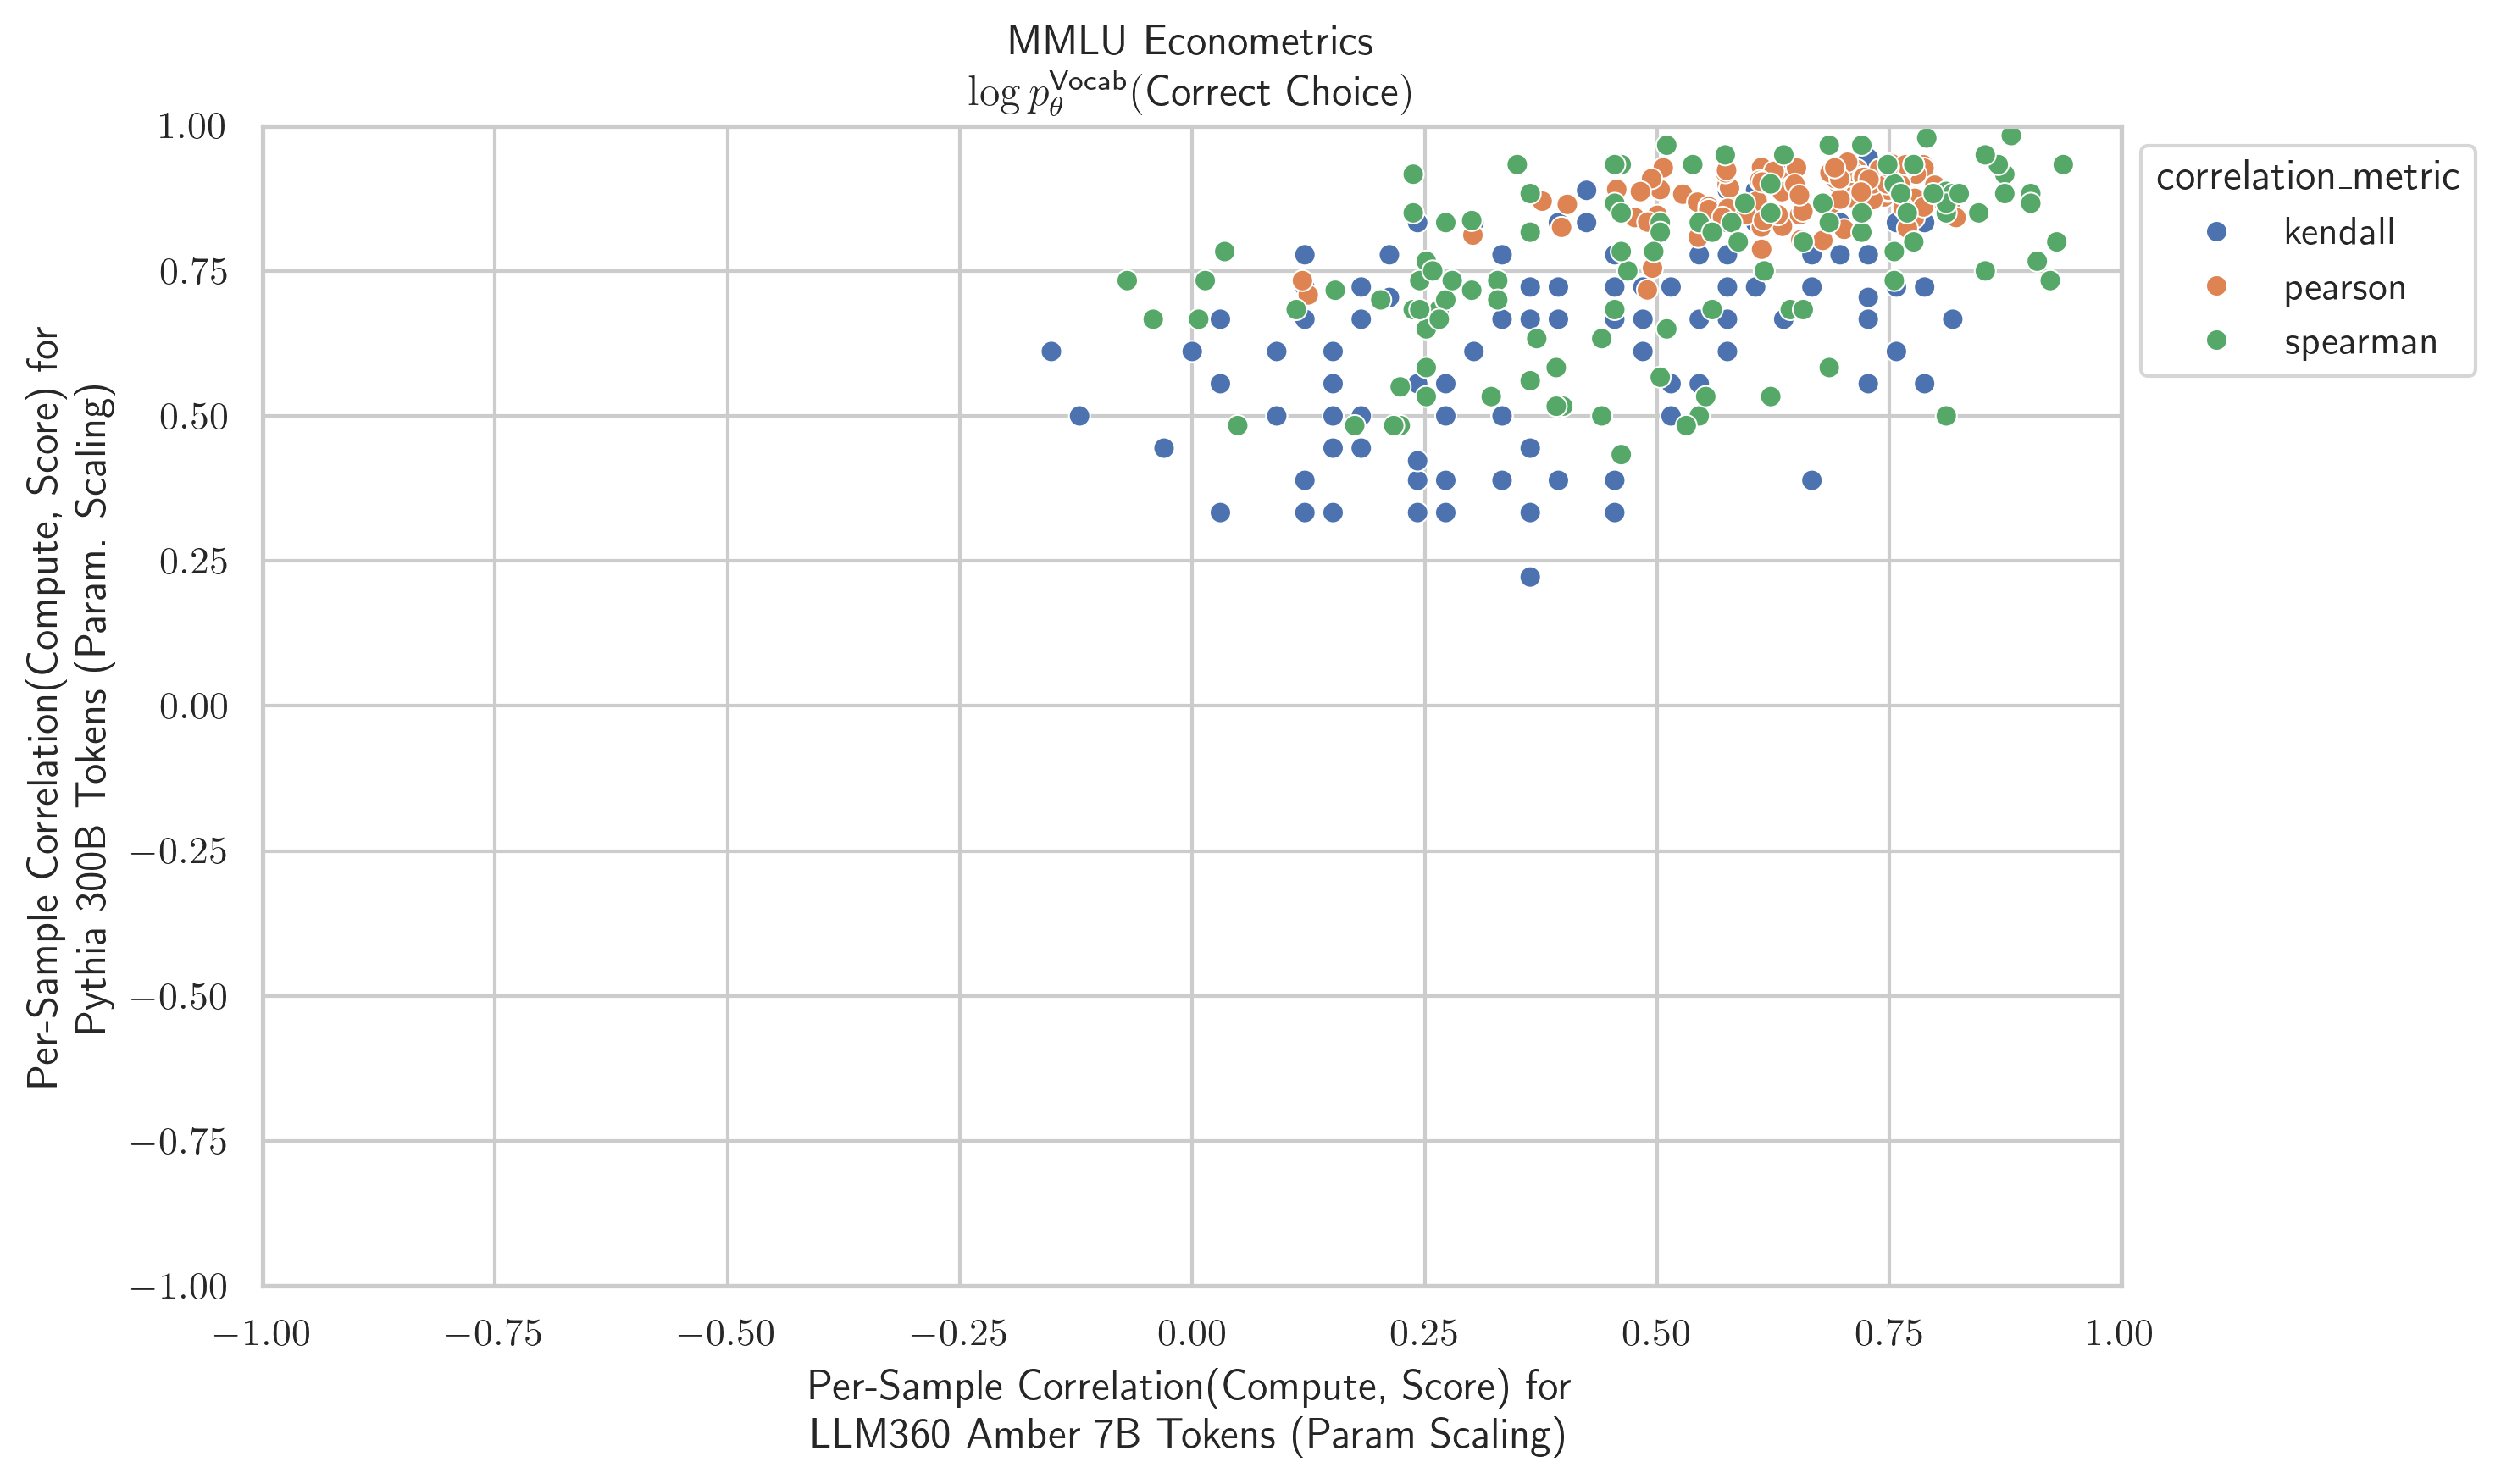 MMLU Econometrics
log p_θ^Vocab(Correct Choice)
1.00
0.75
0.50
0.25
0.00
−0.25
−0.50
−0.75
−1.00
Per-Sample Correlation(Compute, Score) for
Pythia 300B Tokens (Param. Scaling)
−1.00 −0.75 −0.50 −0.25 0.00 0.25 0.50 0.75 1.00
Per-Sample Correlation(Compute, Score) for
LLM360 Amber 7B Tokens (Param Scaling)
correlation_metric
kendall
pearson
spearman